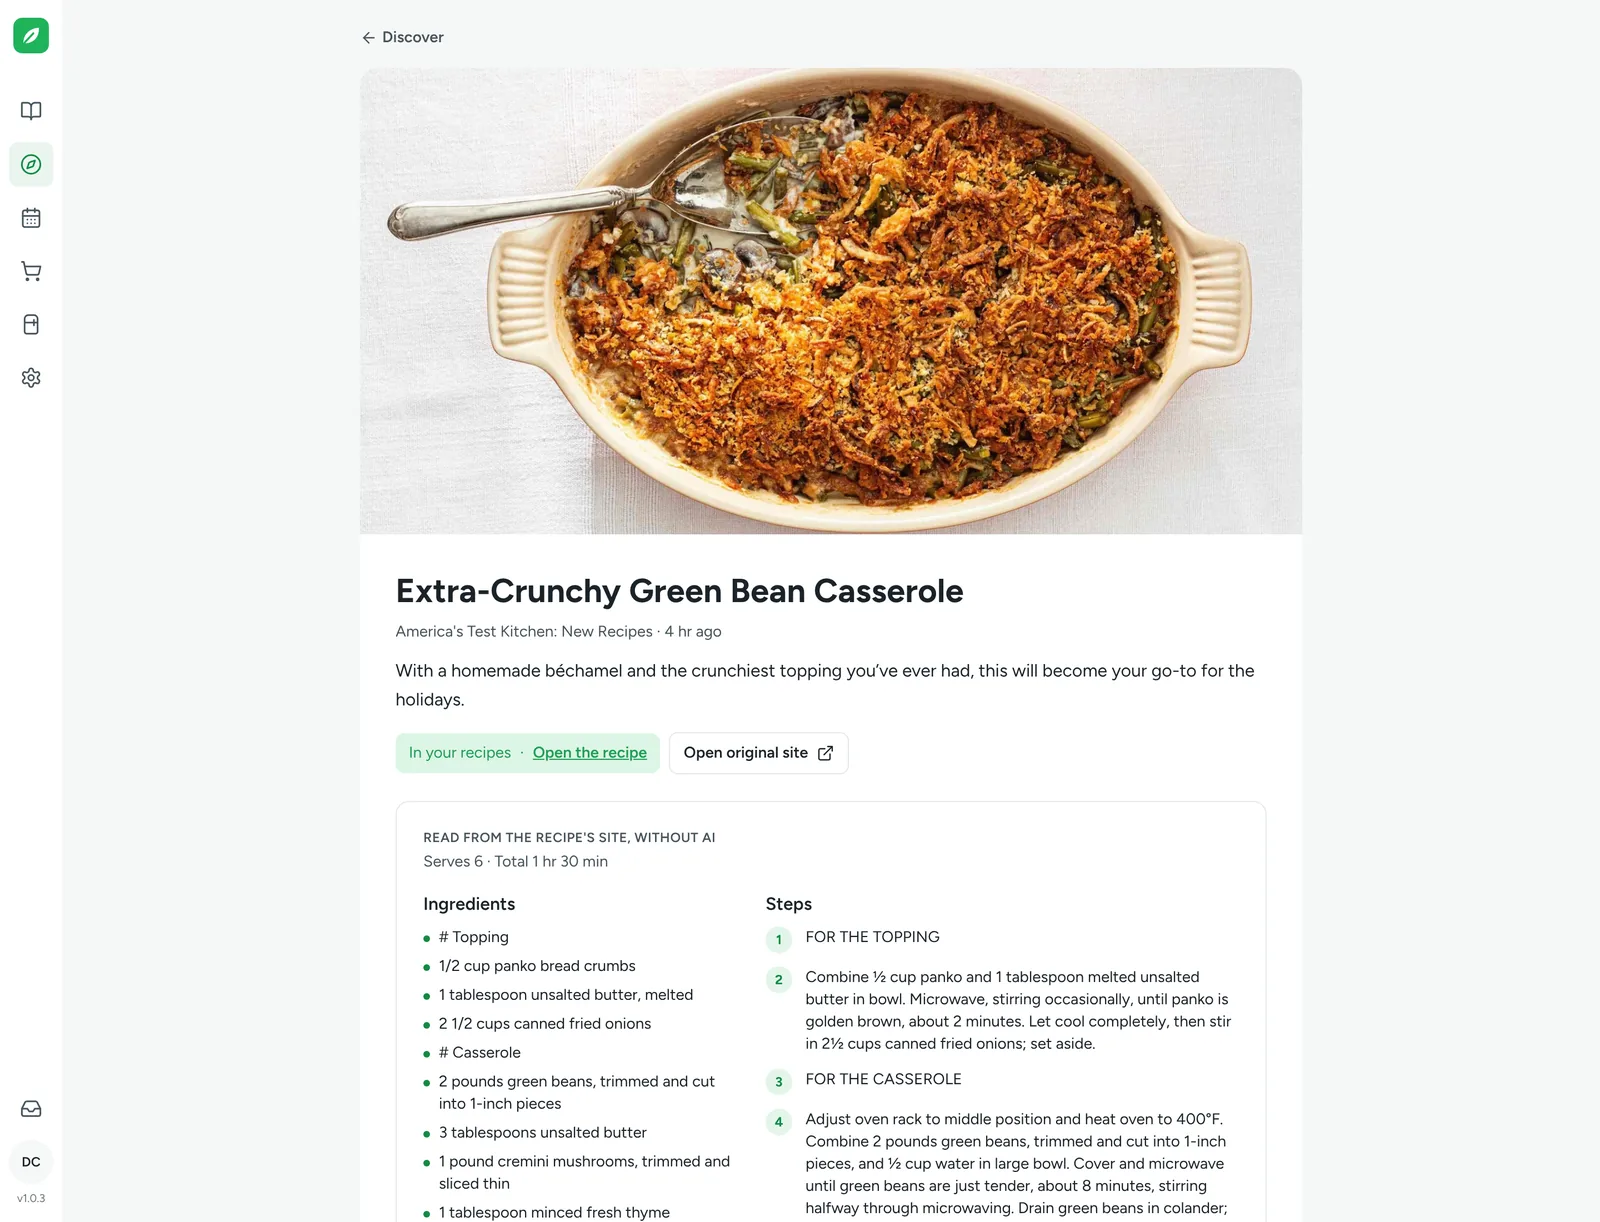 Discover
Extra-Crunchy Green Bean Casserole
America's Test Kitchen: New Recipes · 4 hr ago
With a homemade béchamel and the crunchiest topping you’ve ever had, this will become your go-to for the
holidays.
In your recipes · Open the recipe
Open original site
READ FROM THE RECIPE'S SITE, WITHOUT AI
Serves 6 · Total 1 hr 30 min
Ingredients
# Topping
1/2 cup panko bread crumbs
1 tablespoon unsalted butter, melted
2 1/2 cups canned fried onions
# Casserole
2 pounds green beans, trimmed and cut
into 1-inch pieces
3 tablespoons unsalted butter
1 pound cremini mushrooms, trimmed and
sliced thin
1 tablespoon minced fresh thyme
Steps
1 FOR THE TOPPING
2 Combine ½ cup panko and 1 tablespoon melted unsalted
butter in bowl. Microwave, stirring occasionally, until panko is
golden brown, about 2 minutes. Let cool completely, then stir
in 2½ cups canned fried onions; set aside.
3 FOR THE CASSEROLE
4 Adjust oven rack to middle position and heat oven to 400°F.
Combine 2 pounds green beans, trimmed and cut into 1-inch
pieces, and ½ cup water in large bowl. Cover and microwave
until green beans are just tender, about 8 minutes, stirring
halfway through microwaving. Drain green beans in colander;
DC
v1.0.3